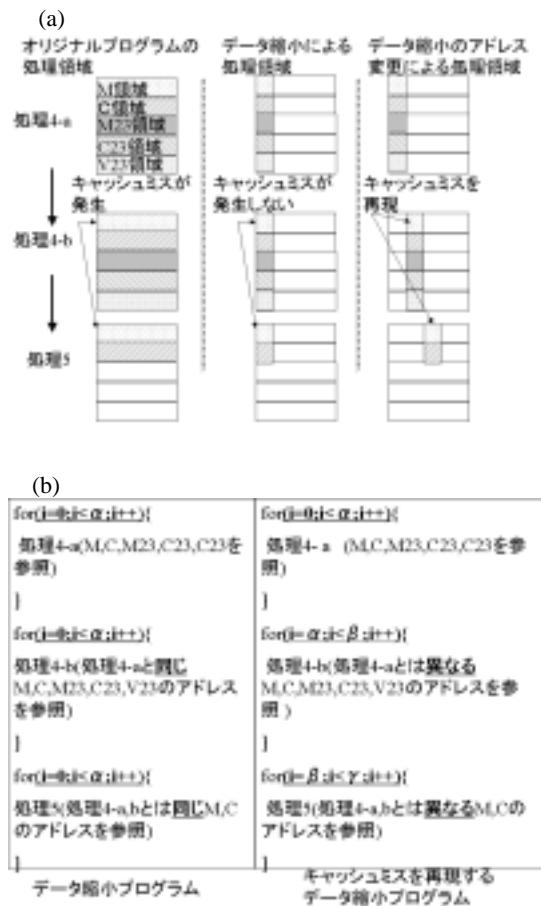 (a)
オリジナルプログラムの
処理領域
データ縮小による
処理領域
データ縮小のアドレス
変更による処理領域
処理4-a
M領域
C領域
M23領域
C23領域
V23領域
キャッシュミスが
発生
キャッシュミスが
発生しない
キャッシュミスを
再現
処理4-b
処理5
(b)
for(i=0;i<α;i++){
処理4-a(M,C,M23,C23,C23を
参照)
}
for(i=0;i<α;i++){
処理4-b(処理4-aと同じ
M,C,M23,C23,V23のアドレス
を参照)
}
for(i=0;i<α;i++){
処理5(処理4-a,bとは同じM,C
のアドレスを参照)
}
データ縮小プログラム
for(i=0;i<α;i++){
処理4-a (M,C,M23,C23,C23を参
照)
}
for(i=α;i<β;i++){
処理4-b(処理4-aとは異なる
M,C,M23,C23,V23のアドレスを参
照)
}
for(i=β;i<γ;i++){
処理5(処理4-a,bとは異なるM,Cの
アドレスを参照)
}
キャッシュミスを再現する
データ縮小プログラム